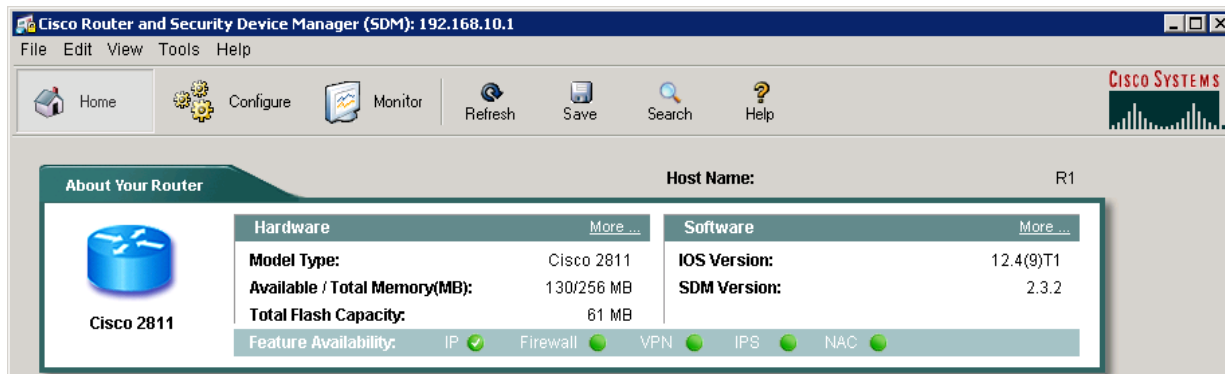 Cisco Router and Security Device Manager (SDM): 192.168.10.1
File Edit View Tools Help
Home Configure Monitor Refresh Save Search Help
CISCO SYSTEMS
About Your Router
Host Name: R1
Hardware More ...
Software More ...
Model Type: Cisco 2811
IOS Version: 12.4(9)T1
Available / Total Memory(MB): 130/256 MB
SDM Version: 2.3.2
Total Flash Capacity: 61 MB
Cisco 2811
Feature Availability: IP Firewall VPN IPS NAC